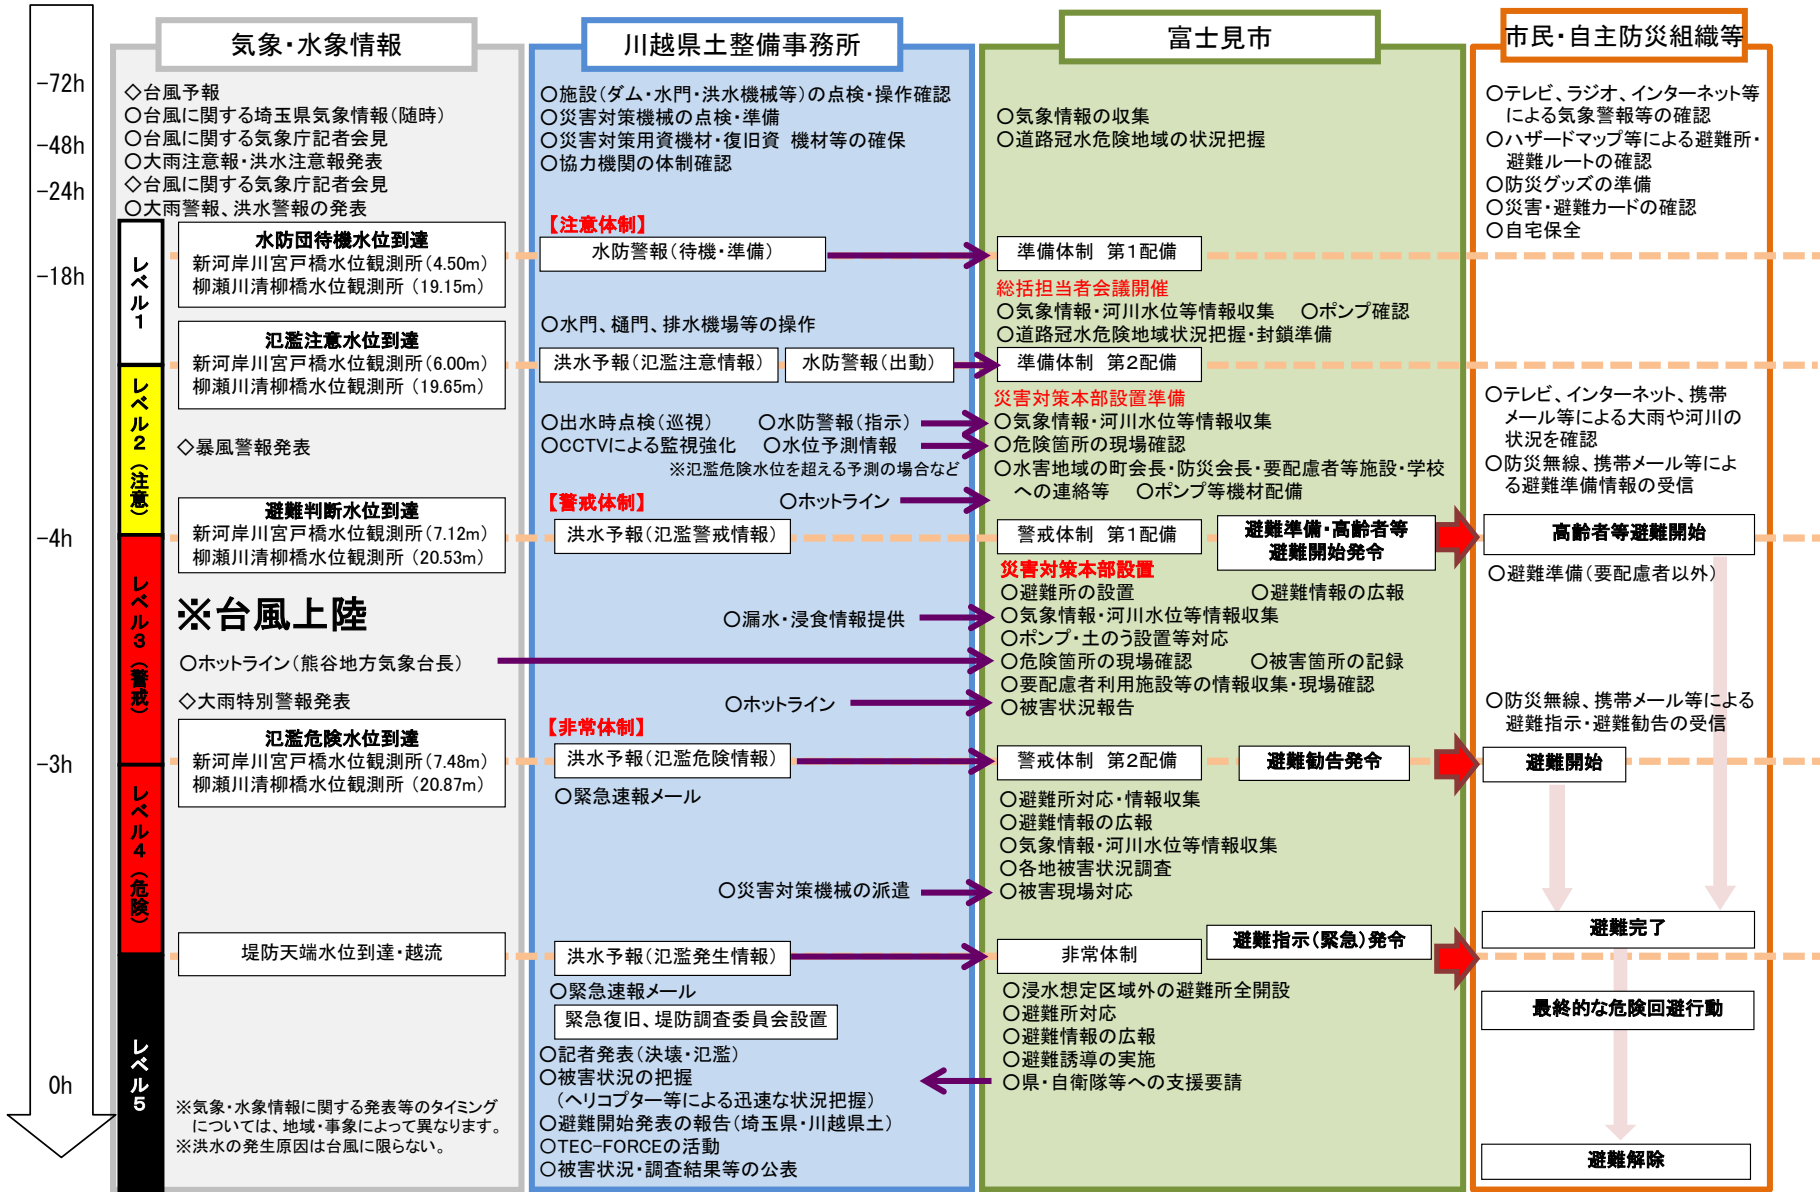 -72h
-48h
-24h
-18h
-4h
-3h
0h
レベル1
レベル2(注意)
レベル3(警戒)
レベル4(危険)
レベル5
気象・水象情報
◇台風予報
○台風に関する埼玉県気象情報(随時)
○台風に関する気象庁記者会見
○大雨注意報・洪水注意報発表
◇台風に関する気象庁記者会見
○大雨警報、洪水警報の発表
水防団待機水位到達
新河岸川宮戸橋水位観測所(4.50m)
柳瀬川清柳橋水位観測所 (19.15m)
氾濫注意水位到達
新河岸川宮戸橋水位観測所(6.00m)
柳瀬川清柳橋水位観測所 (19.65m)
◇暴風警報発表
避難判断水位到達
新河岸川宮戸橋水位観測所(7.12m)
柳瀬川清柳橋水位観測所 (20.53m)
※台風上陸
○ホットライン(熊谷地方気象台長)
◇大雨特別警報発表
氾濫危険水位到達
新河岸川宮戸橋水位観測所(7.48m)
柳瀬川清柳橋水位観測所 (20.87m)
堤防天端水位到達・越流
※気象・水象情報に関する発表等のタイミング
については、地域・事象によって異なります。
※洪水の発生原因は台風に限らない。
川越県土整備事務所
○施設(ダム・水門・洪水機械等)の点検・操作確認
○災害対策機械の点検・準備
○災害対策用資機材・復旧資 機材等の確保
○協力機関の体制確認
【注意体制】
水防警報(待機・準備)
○水門、樋門、排水機場等の操作
洪水予報(氾濫注意情報) 水防警報(出動)
○出水時点検(巡視) ○水防警報(指示)
○CCTVによる監視強化 ○水位予測情報
※氾濫危険水位を超える予測の場合など
【警戒体制】 ○ホットライン
洪水予報(氾濫警戒情報)
○漏水・浸食情報提供
○ホットライン
【非常体制】
洪水予報(氾濫危険情報)
○緊急速報メール
○災害対策機械の派遣
洪水予報(氾濫発生情報)
○緊急速報メール
緊急復旧、堤防調査委員会設置
○記者発表(決壊・氾濫)
○被害状況の把握
(ヘリコプター等による迅速な状況把握)
○避難開始発表の報告(埼玉県・川越県土)
○TEC-FORCEの活動
○被害状況・調査結果等の公表
富士見市
○気象情報の収集
○道路冠水危険地域の状況把握
準備体制 第1配備
総括担当者会議開催
○気象情報・河川水位等情報収集 ○ポンプ確認
○道路冠水危険地域状況把握・封鎖準備
準備体制 第2配備
災害対策本部設置準備
○気象情報・河川水位等情報収集
○危険箇所の現場確認
○水害地域の町会長・防災会長・要配慮者等施設・学校
への連絡等 ○ポンプ等機材配備
警戒体制 第1配備
避難準備・高齢者等
避難開始発令
災害対策本部設置
○避難所の設置 ○避難情報の広報
○気象情報・河川水位等情報収集
○ポンプ・土のう設置等対応
○危険箇所の現場確認 ○被害箇所の記録
○要配慮者利用施設等の情報収集・現場確認
○被害状況報告
警戒体制 第2配備 避難勧告発令
○避難所対応・情報収集
○避難情報の広報
○気象情報・河川水位等情報収集
○各地被害状況調査
○被害現場対応
非常体制 避難指示(緊急)発令
○浸水想定区域外の避難所全開設
○避難所対応
○避難情報の広報
○避難誘導の実施
○県・自衛隊等への支援要請
市民・自主防災組織等
○テレビ、ラジオ、インターネット等
による気象警報等の確認
○ハザードマップ等による避難所・
避難ルートの確認
○防災グッズの準備
○災害・避難カードの確認
○自宅保全
○テレビ、インターネット、携帯
メール等による大雨や河川の
状況を確認
○防災無線、携帯メール等によ
る避難準備情報の受信
高齢者等避難開始
○避難準備(要配慮者以外)
○防災無線、携帯メール等による
避難指示・避難勧告の受信
避難開始
避難完了
最終的な危険回避行動
避難解除